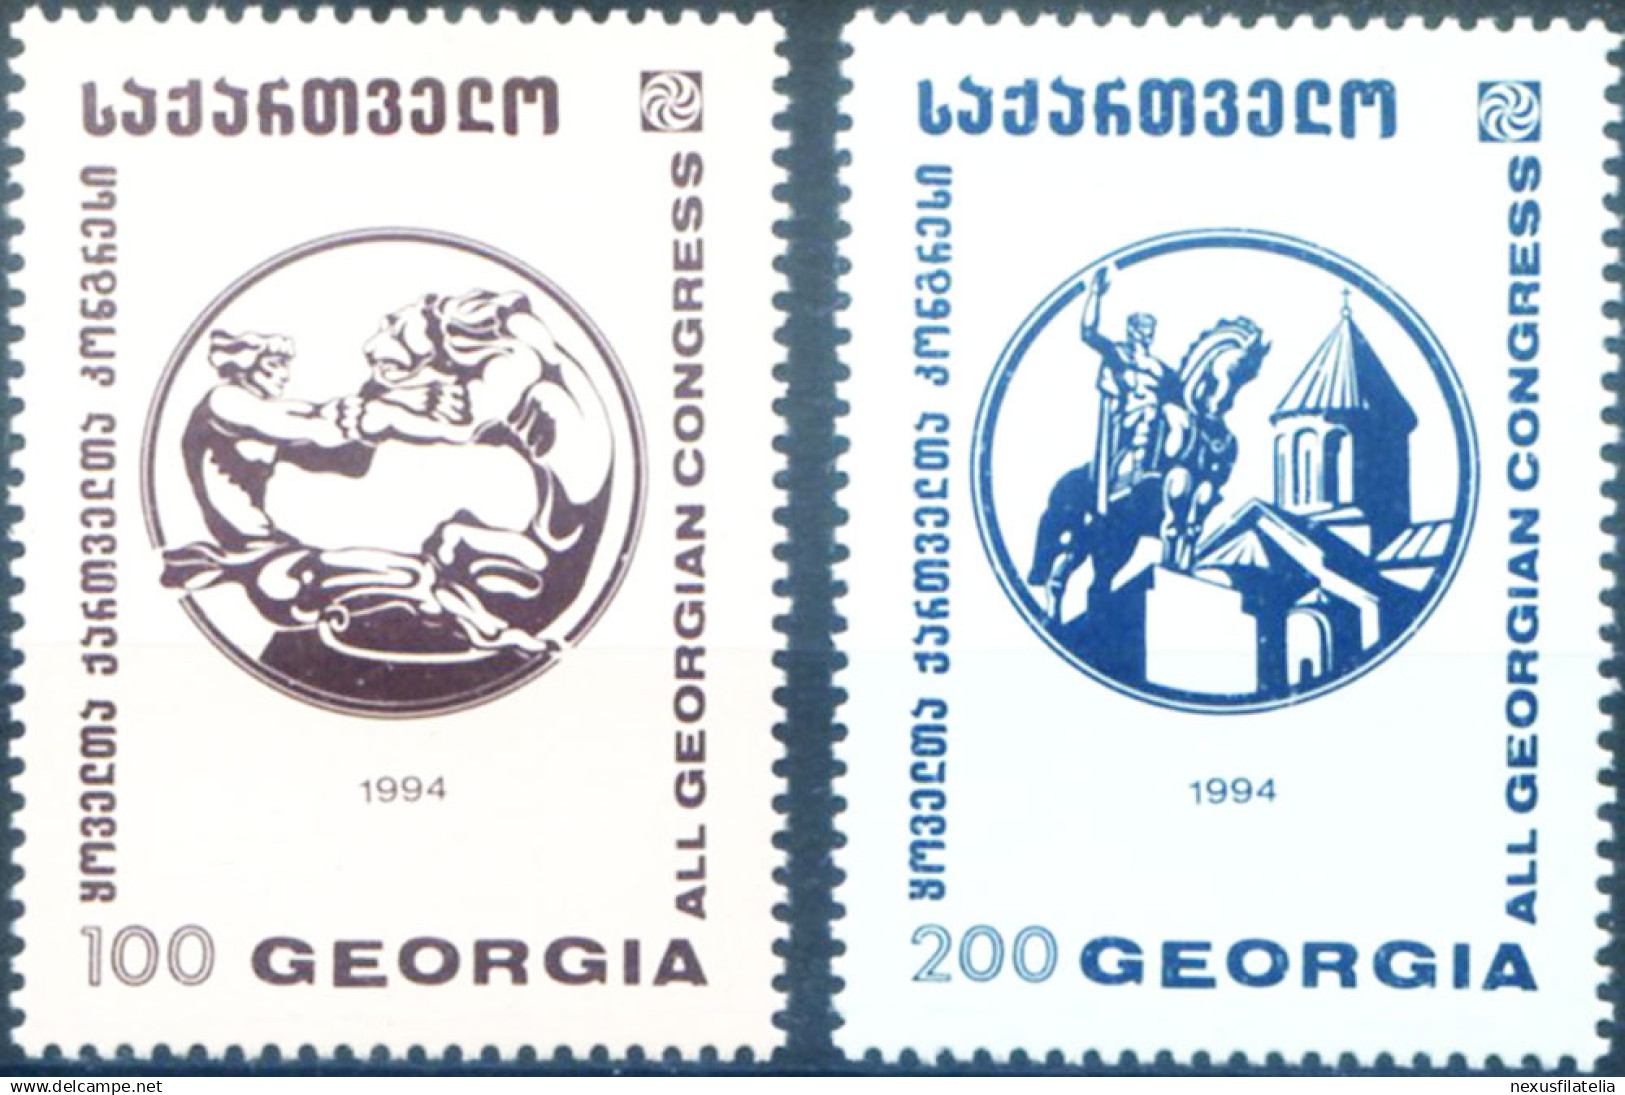 საქართველო
ყოველთა ქართველთა კონგრესი
ALL GEORGIAN CONGRESS
1994
100 GEORGIA
საქართველო
ყოველთა ქართველთა კონგრესი
ALL GEORGIAN CONGRESS
1994
200 GEORGIA
delcampe.net
nexusfilatelia